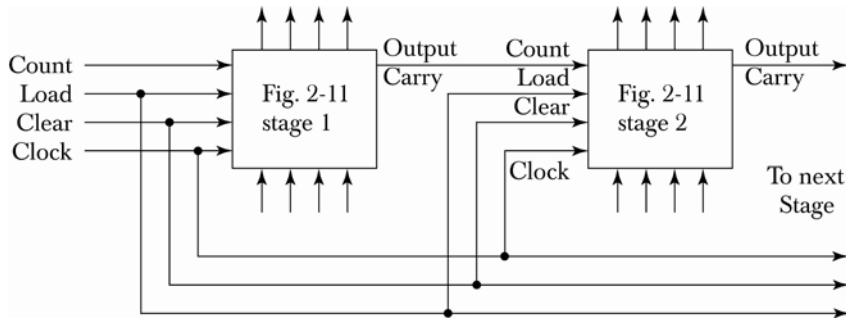 Count
Load
Clear
Clock
Fig. 2-11
stage 1
Output
Carry
Count
Load
Clear
Clock
Fig. 2-11
stage 2
Output
Carry
To next
Stage